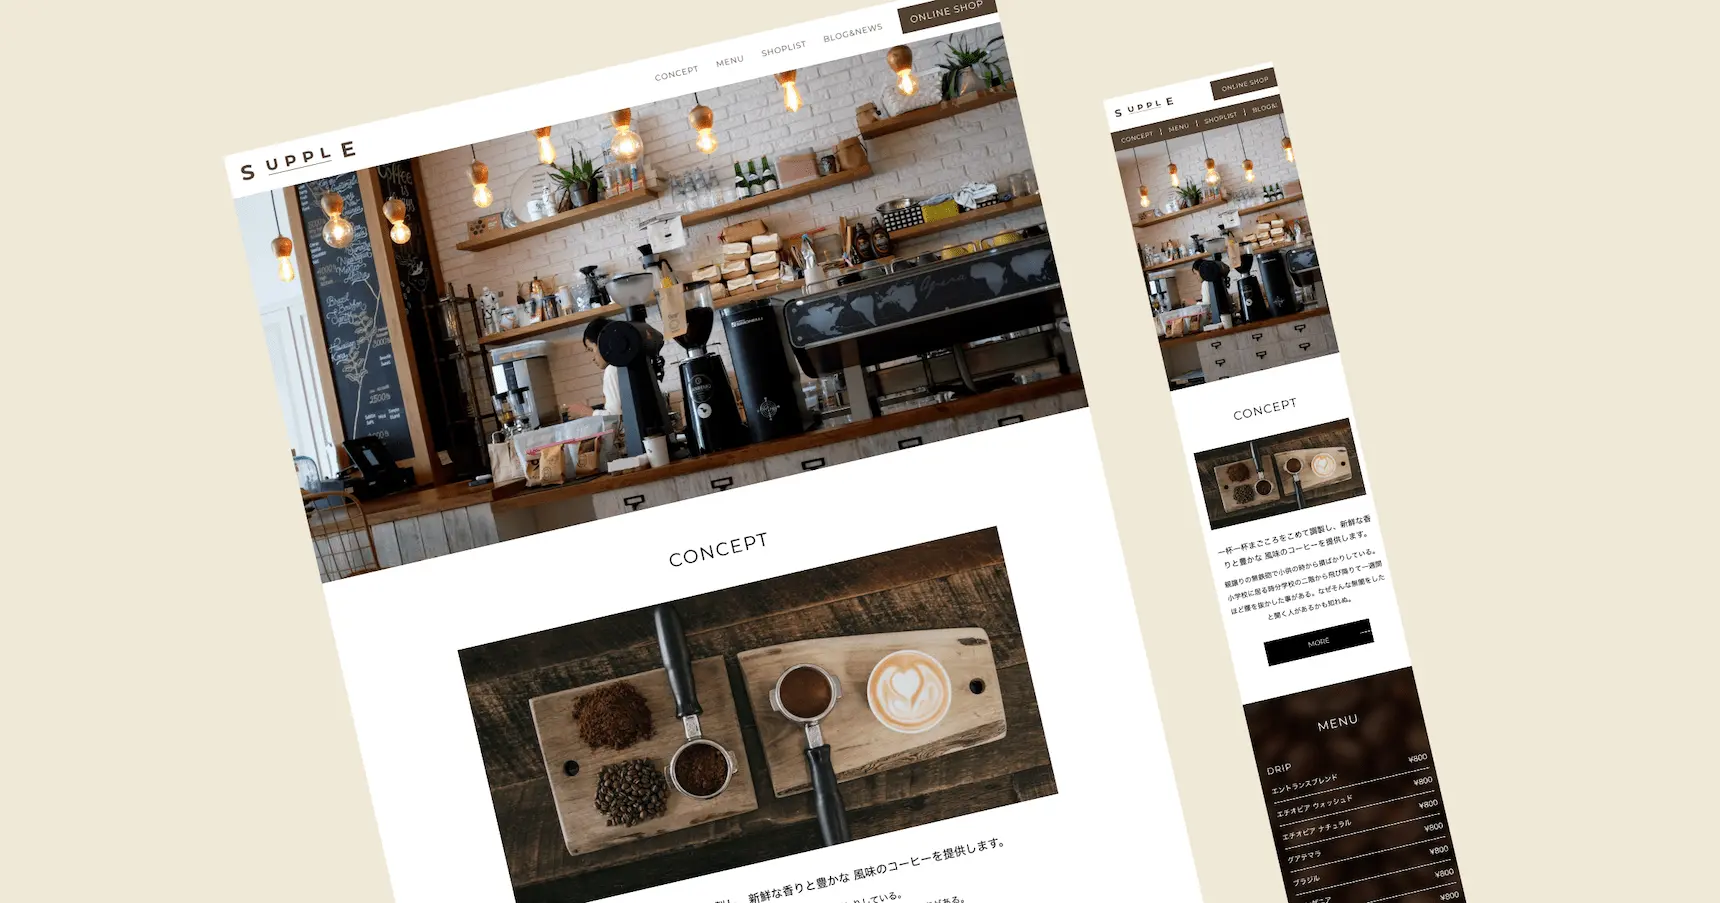 SUPPLE
CONCEPT
MENU
SHOPLIST
BLOG&NEWS
ONLINE SHOP
CONCEPT
新鮮な香りと豊かな 風味のコーヒーを提供します。
している。
がある。
SUPPLE
ONLINE SHOP
CONCEPT | MENU | SHOPLIST | BLOG&
CONCEPT
一杯一杯まごころをこめて調製し、新鮮な香
りと豊かな 風味のコーヒーを提供します。
親譲りの無鉄砲で小供の時から損ばかりしている。
小学校に居る時分学校の二階から飛び降りて一週間
ほど腰を抜かした事がある。なぜそんな無闇をした
と聞く人があるかも知れぬ。
MORE
MENU
DRIP
エントランスブレンド ¥800
エチオピア ウォッシュド ¥800
エチオピア ナチュラル ¥800
グアテマラ ¥800
ブラジル ¥800
¥800
¥800